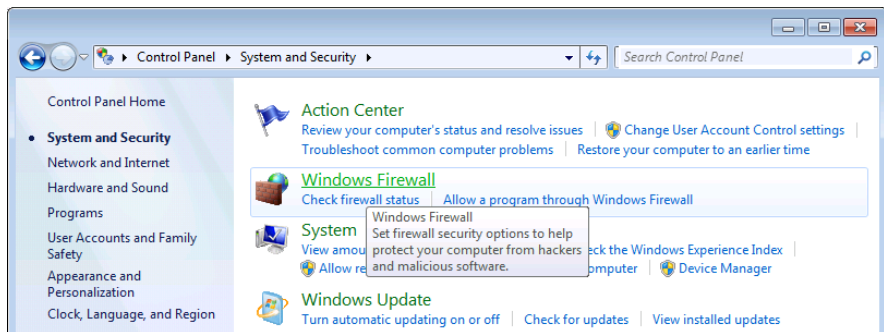 Control Panel System and Security
Search Control Panel
Control Panel Home
System and Security
Network and Internet
Hardware and Sound
Programs
User Accounts and Family
Safety
Appearance and
Personalization
Clock, Language, and Region
Action Center
Review your computer's status and resolve issues Change User Account Control settings
Troubleshoot common computer problems Restore your computer to an earlier time
Windows Firewall
Check firewall status Allow a program through Windows Firewall
Windows Firewall
Set firewall security options to help
protect your computer from hackers
and malicious software.
System
View the Windows Experience Index
Allow Device Manager
Windows Update
Turn automatic updating on or off Check for updates View installed updates